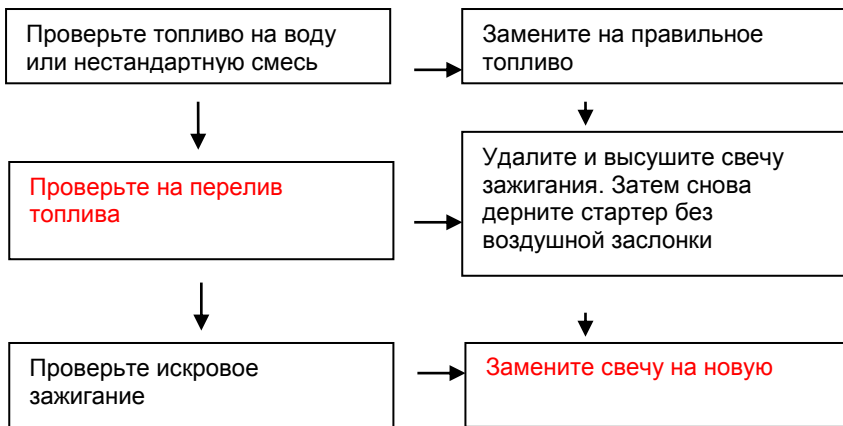 Проверьте топливо на воду
или нестандартную смесь
Замените на правильное
топливо
Проверьте на перелив
топлива
Удалите и высушите свечу
зажигания. Затем снова
дерните стартер без
воздушной заслонки
Проверьте искровое
зажигание
Замените свечу на новую